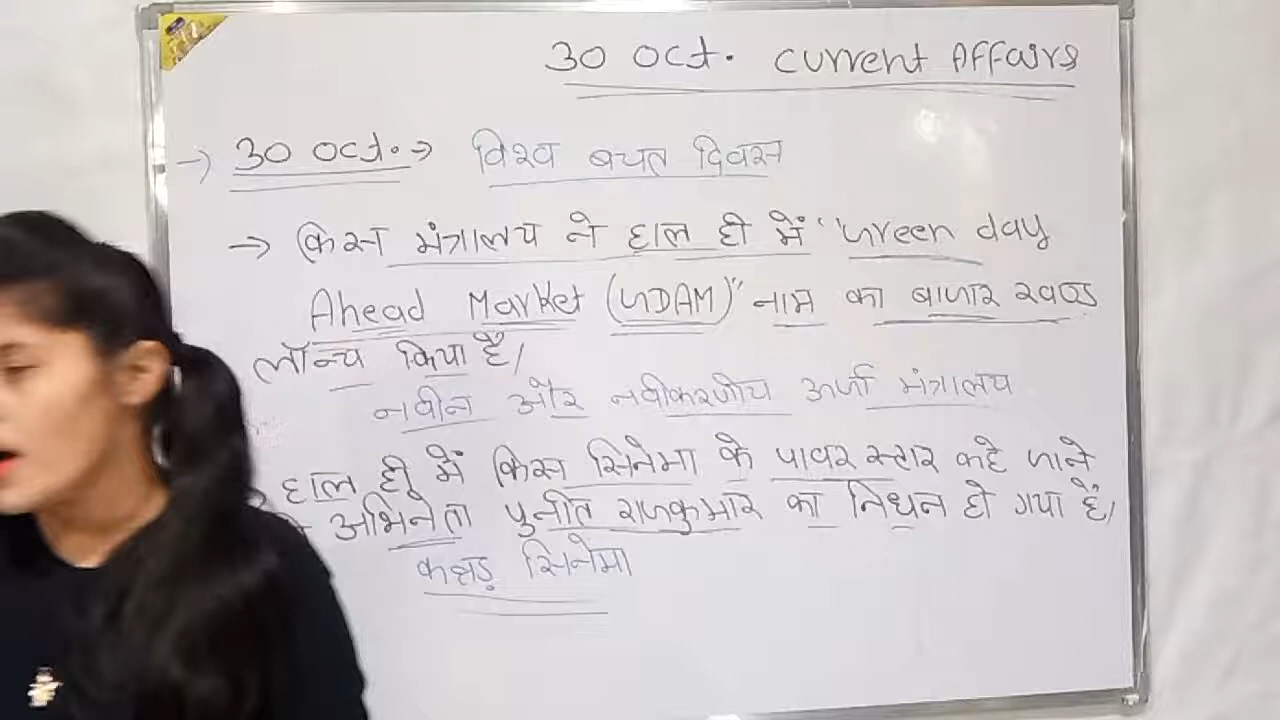 30 Oct. Current Affairs
→ 30 Oct. → विश्व बचत दिवस
→ किस मंत्रालय ने हाल ही में "Green day
Ahead Market (GDAM)" नाम का बाजार खण्ड
लॉन्च किया है।
नवीन और नवीकरणीय ऊर्जा मंत्रालय
हाल ही में किस सिनेमा के पावर स्टार कहे जाने
अभिनेता पुनीत राजकुमार का निधन हो गया है।
कन्नड़ सिनेमा